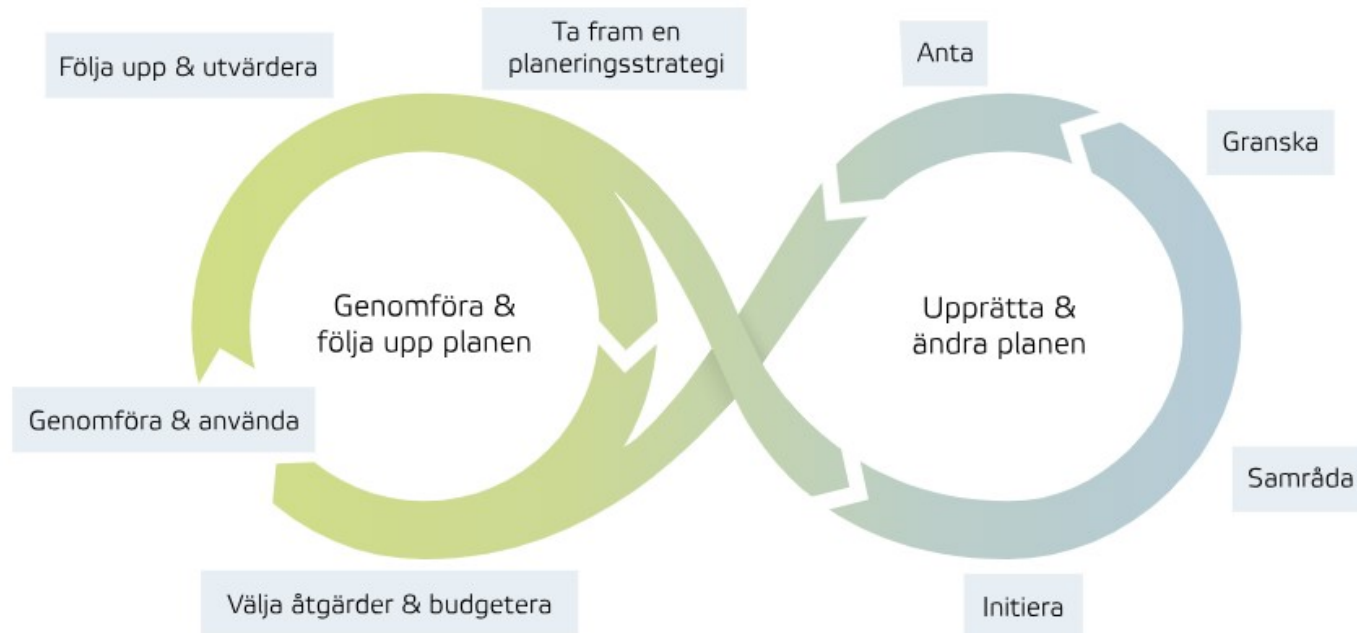 Ta fram en
planeringsstrategi
Anta
Följa upp & utvärdera
Granska
Genomföra &
följa upp planen
Upprätta &
ändra planen
Genomföra & använda
Samråda
Välja åtgärder & budgetera
Initiera